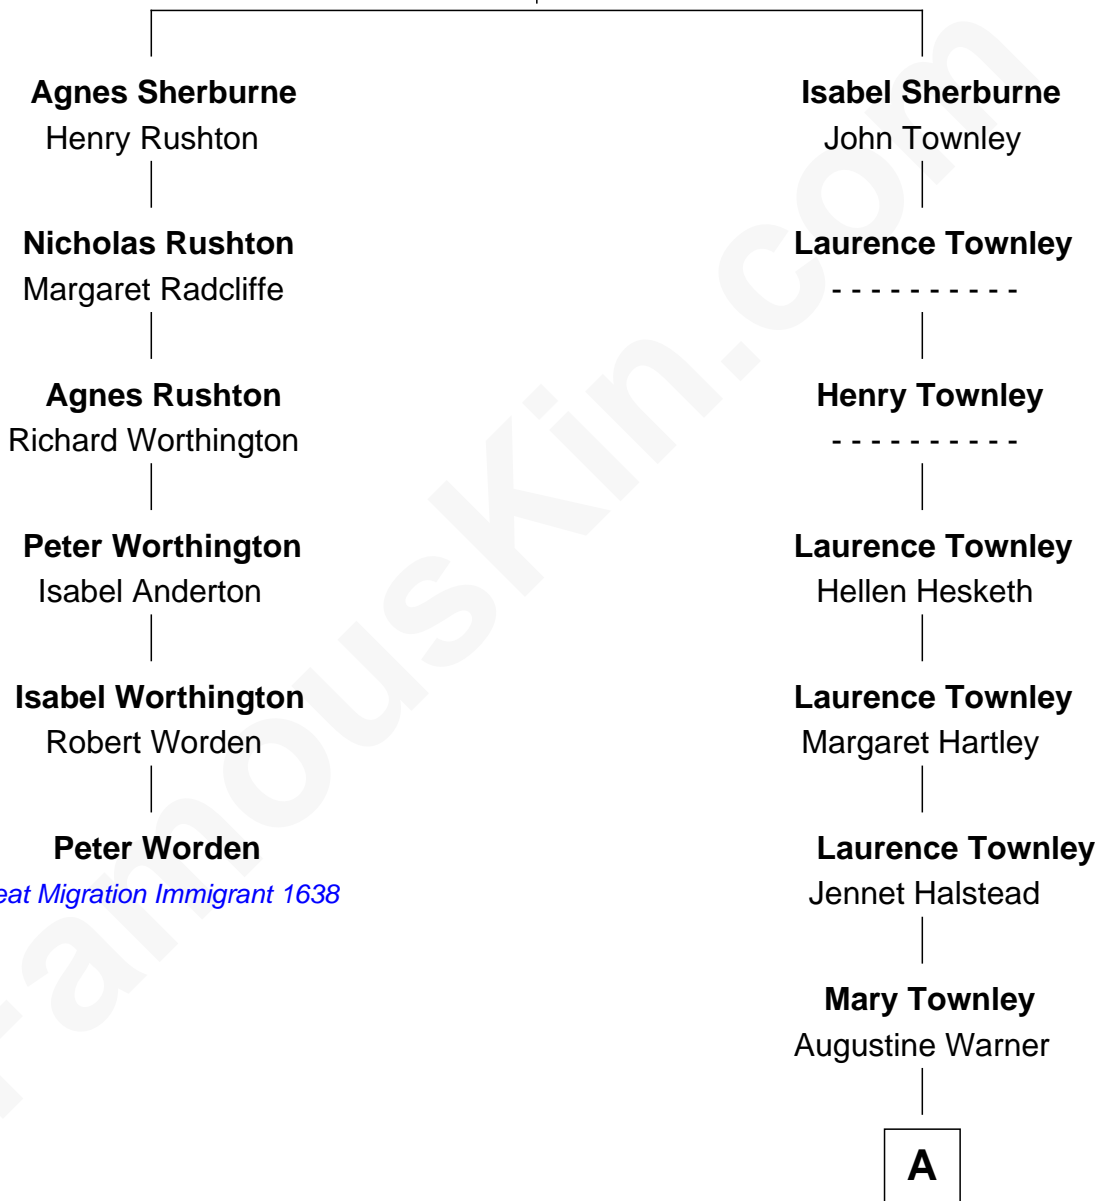 Agnes Sherburne
Henry Rushton
Isabel Sherburne
John Townley
Nicholas Rushton
Margaret Radcliffe
Laurence Townley
- - - - - - - - - -
Agnes Rushton
Richard Worthington
Henry Townley
- - - - - - - - - -
Peter Worthington
Isabel Anderton
Laurence Townley
Hellen Hesketh
Isabel Worthington
Robert Worden
Laurence Townley
Margaret Hartley
Peter Worden
eat Migration Immigrant 1638
Laurence Townley
Jennet Halstead
Mary Townley
Augustine Warner
A
FamousKin.com